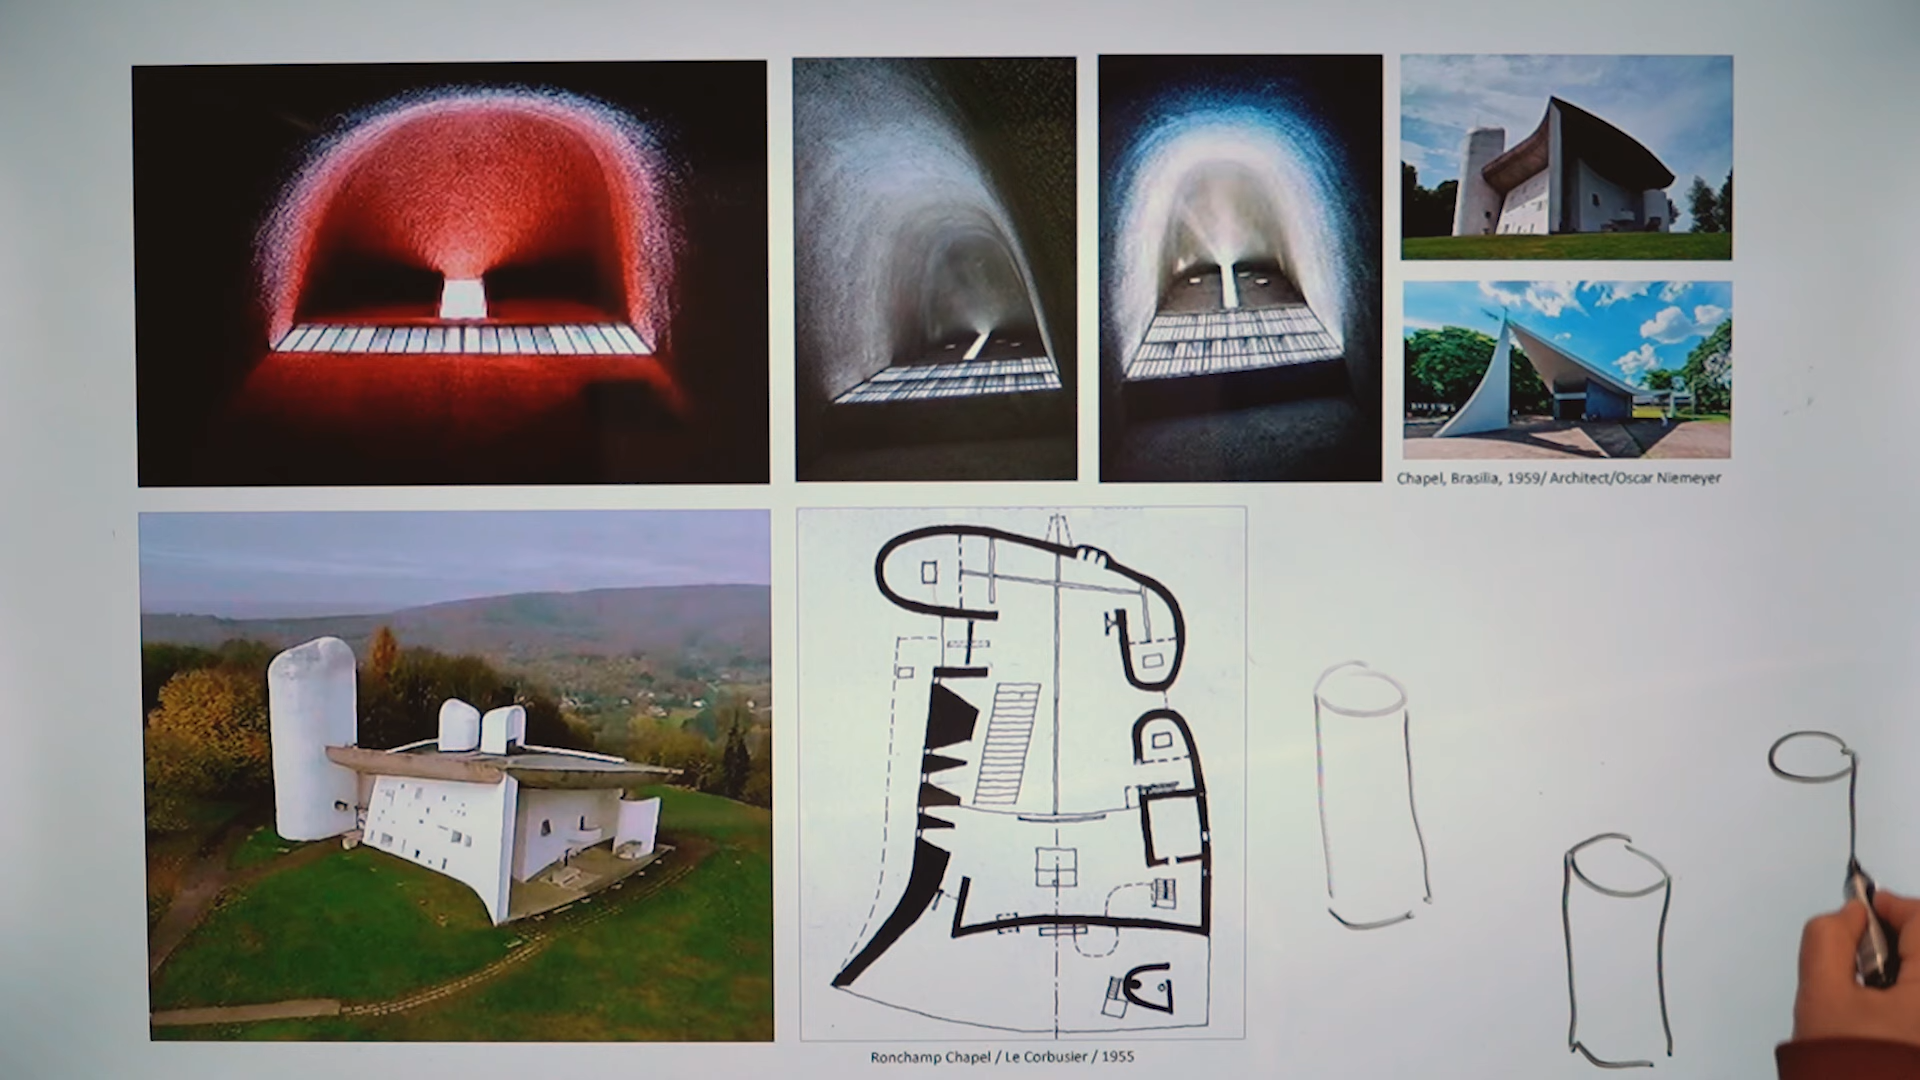 Chapel, Brasilia, 1959/ Architect/Oscar Niemeyer
Ronchamp Chapel / Le Corbusier / 1955